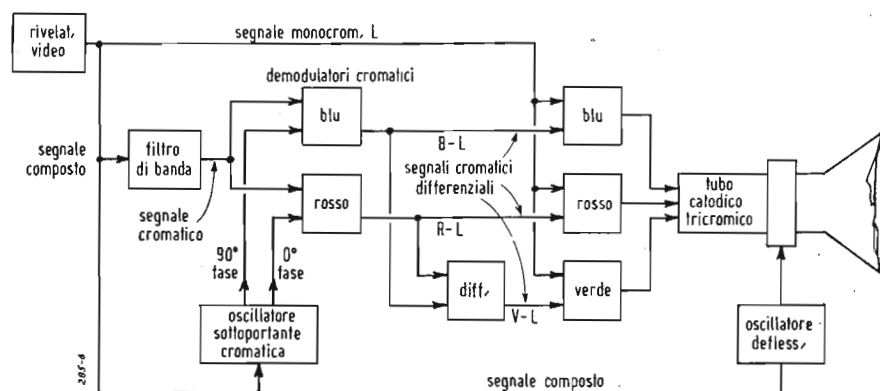 rivelat,
video
segnale monocrom, L
demodulatori cromatici
blu
blu
B-L
segnale
composto
filtro
di banda
segnali cromatici
differenziali
segnale
cromatico
rosso
rosso
R-L
tubo
catodico
tricromico
90°
fase
0°
fase
diff,
V-L
verde
oscillatore
sottoportante
cromatica
oscillatore
defless,
segnale composto
285-6